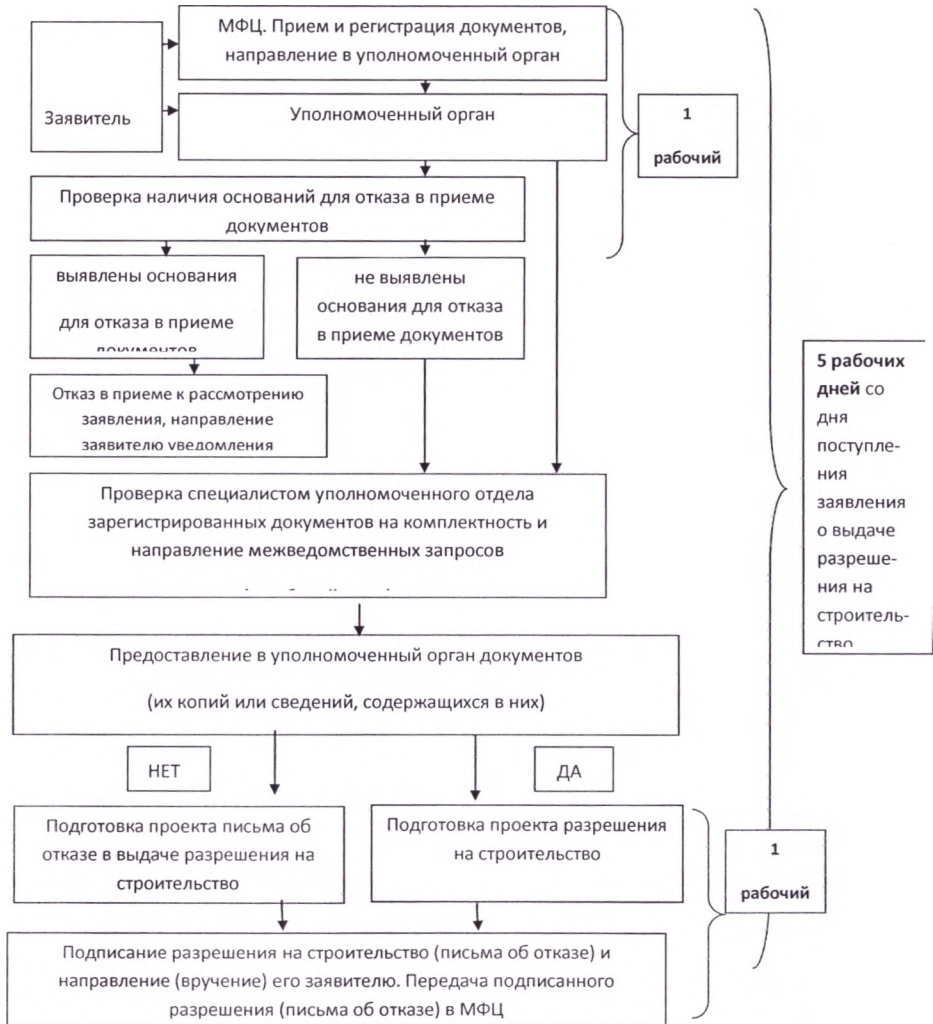 МФЦ. Прием и регистрация документов,
направление в уполномоченный орган
Заявитель
Уполномоченный орган
1
рабочий
Проверка наличия оснований для отказа в приеме
документов
выявлены основания
для отказа в приеме
документов
не выявлены
основания для отказа
в приеме документов
Отказ в приеме к рассмотрению
заявления, направление
заявителю уведомления
5 рабочих
дней со
дня
поступле-
ния
заявления
о выдаче
разреше-
ния на
строитель-
ство
Проверка специалистом уполномоченного отдела
зарегистрированных документов на комплектность и
направление межведомственных запросов
Предоставление в уполномоченный орган документов
(их копий или сведений, содержащихся в них)
НЕТ
ДА
Подготовка проекта письма об
отказе в выдаче разрешения на
строительство
Подготовка проекта разрешения
на строительство
1
рабочий
Подписание разрешения на строительство (письма об отказе) и
направление (вручение) его заявителю. Передача подписанного
разрешения (письма об отказе) в МФЦ